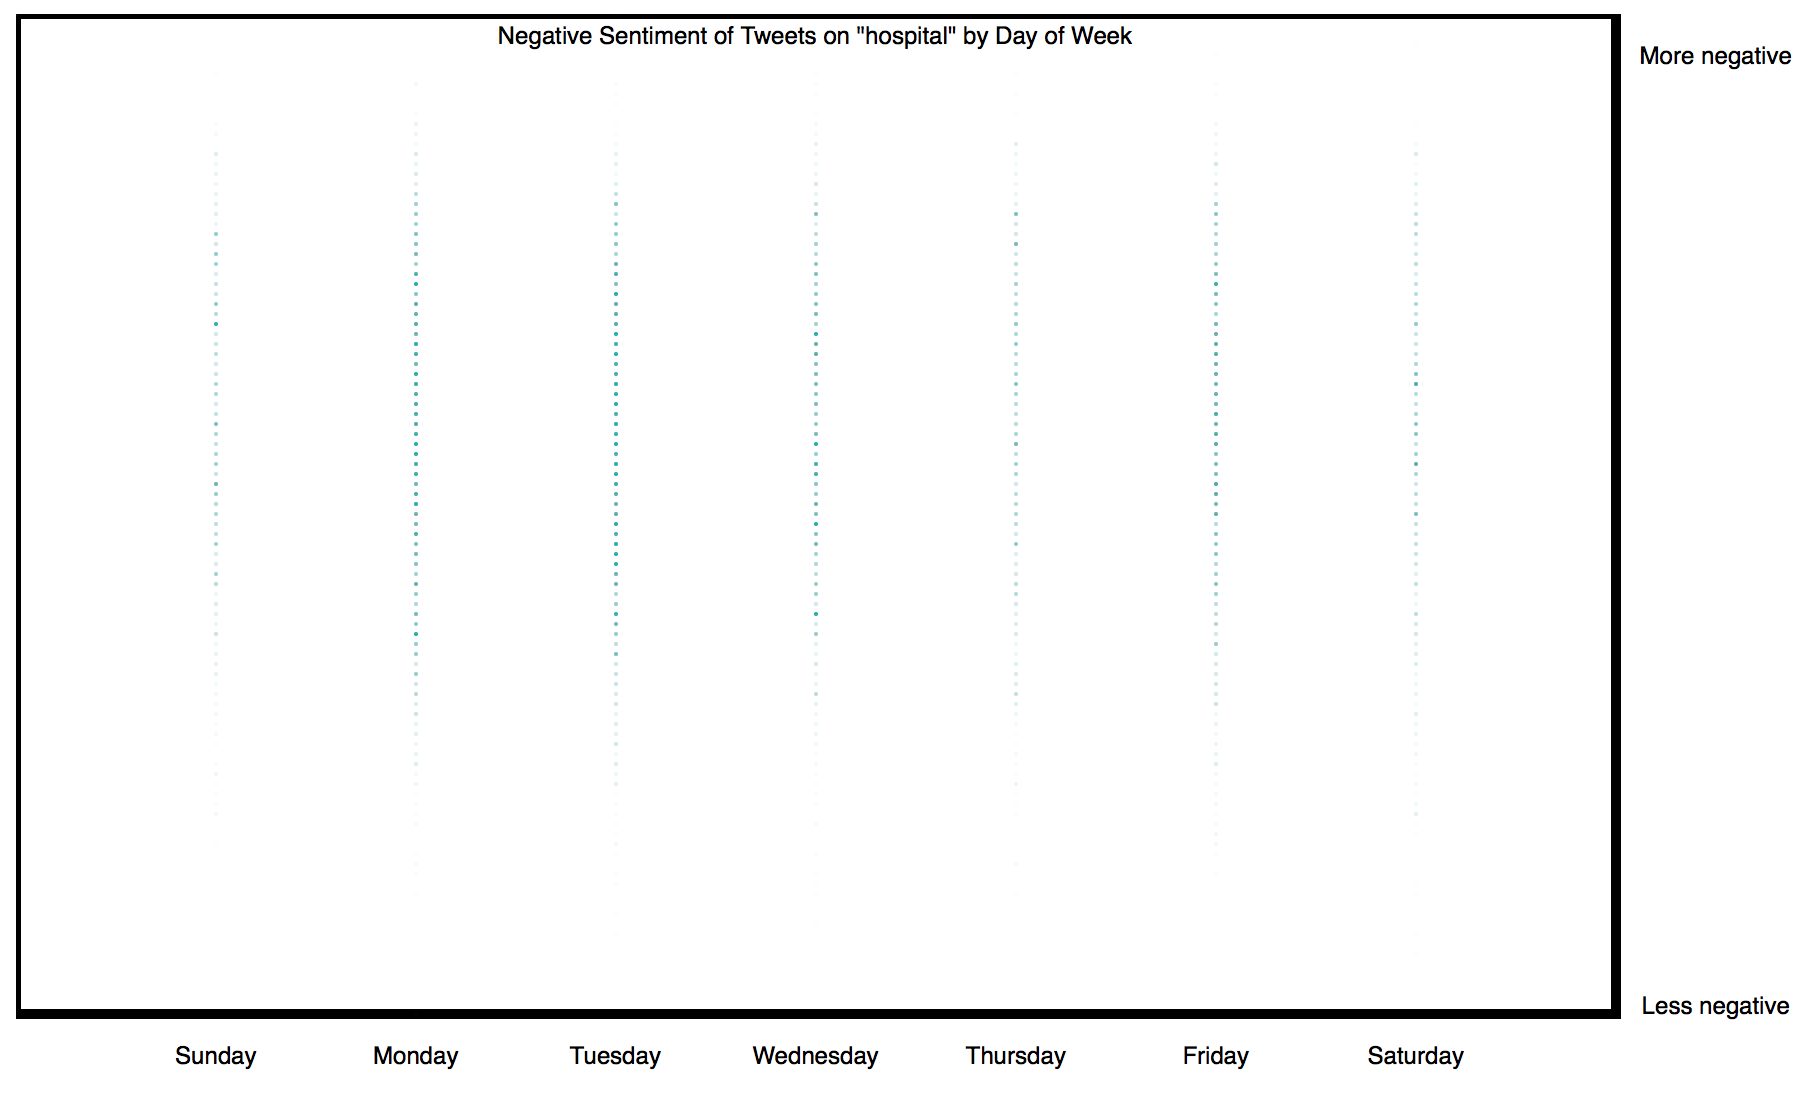 Negative Sentiment of Tweets on "hospital" by Day of Week
More negative
Less negative
Sunday Monday Tuesday Wednesday Thursday Friday Saturday